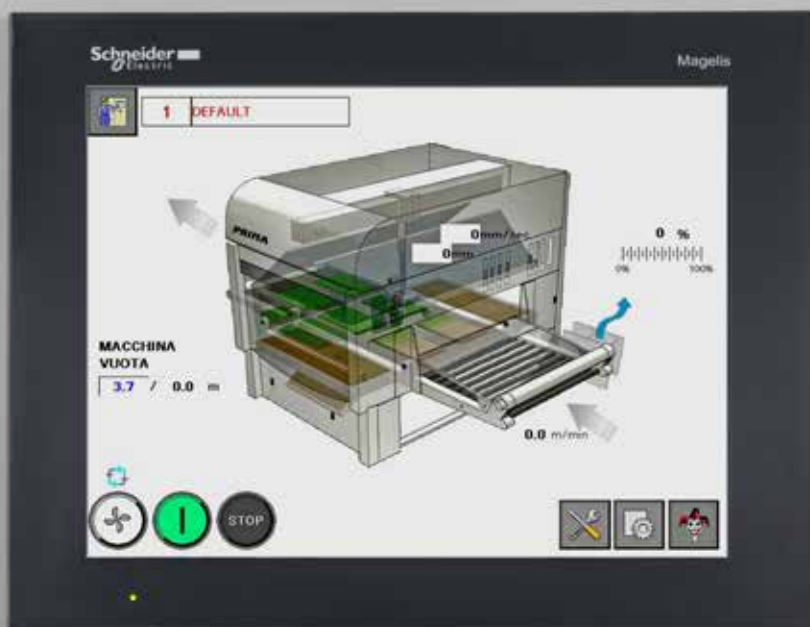 Schneider
Electric
Magelis
1 DEFAULT
PRIMA
0mm/sec
0mm
0 %
0% 100%
MACCHINA
VUOTA
3.7 / 0.0 m
0.0 m/min
STOP